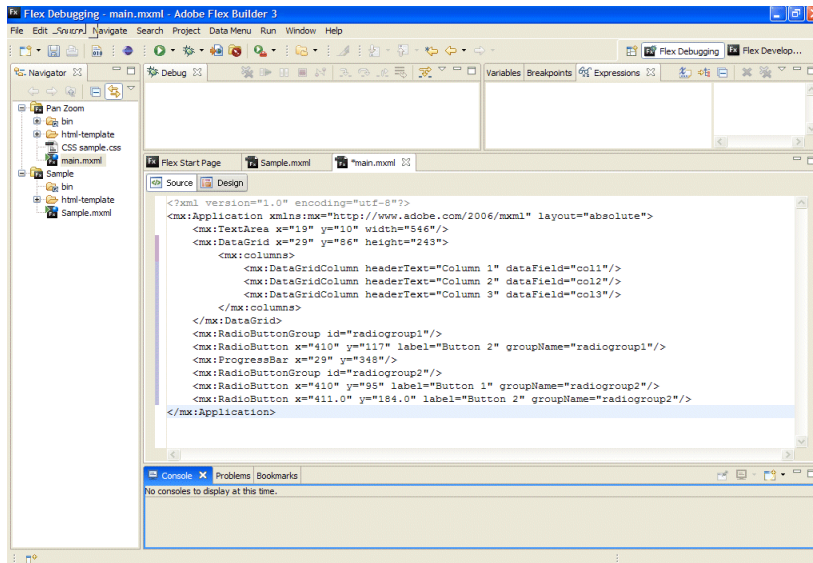 Flex Debugging - main.mxml - Adobe Flex Builder 3
File Edit Source Navigate Search Project Data Menu Run Window Help
Flex Debugging Flex Develop...
Navigator
Debug
Variables Breakpoints Expressions
Pan Zoom
bin
html-template
CSS sample.css
main.mxml
Sample
bin
html-template
Sample.mxml
Flex Start Page Sample.mxml *main.mxml
Source Design
<?xml version="1.0" encoding="utf-8"?>
<mx:Application xmlns:mx="http://www.adobe.com/2006/mxml" layout="absolute">
<mx:TextArea x="19" y="10" width="546"/>
<mx:DataGrid x="29" y="86" height="243">
<mx:columns>
<mx:DataGridColumn headerText="Column 1" dataField="col1"/>
<mx:DataGridColumn headerText="Column 2" dataField="col2"/>
<mx:DataGridColumn headerText="Column 3" dataField="col3"/>
</mx:columns>
</mx:DataGrid>
<mx:RadioButtonGroup id="radiogroup1"/>
<mx:RadioButton x="410" y="117" label="Button 2" groupName="radiogroup1"/>
<mx:ProgressBar x="29" y="348"/>
<mx:RadioButtonGroup id="radiogroup2"/>
<mx:RadioButton x="410" y="95" label="Button 1" groupName="radiogroup2"/>
<mx:RadioButton x="411.0" y="184.0" label="Button 2" groupName="radiogroup2"/>
</mx:Application>
Console Problems Bookmarks
No consoles to display at this time.